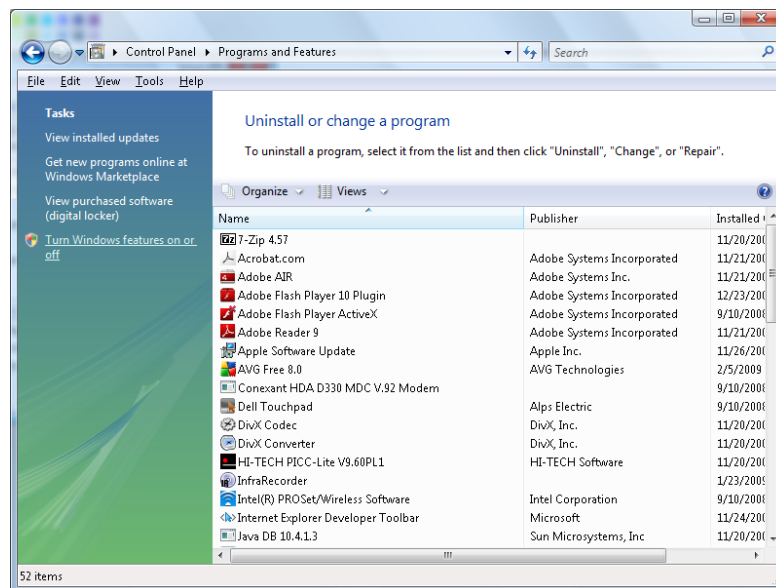 Control Panel Programs and Features Search
File Edit View Tools Help
Tasks
View installed updates
Get new programs online at
Windows Marketplace
View purchased software
(digital locker)
Turn Windows features on or
off
Uninstall or change a program
To uninstall a program, select it from the list and then click "Uninstall", "Change", or "Repair".
Organize Views
Name Publisher Installed
7-Zip 4.57 11/20/200
Acrobat.com Adobe Systems Incorporated 11/21/200
Adobe AIR Adobe Systems Inc. 11/21/200
Adobe Flash Player 10 Plugin Adobe Systems Incorporated 12/23/200
Adobe Flash Player ActiveX Adobe Systems Incorporated 9/10/2008
Adobe Reader 9 Adobe Systems Incorporated 11/21/200
Apple Software Update Apple Inc. 11/26/200
AVG Free 8.0 AVG Technologies 2/5/2009
Conexant HDA D330 MDC V.92 Modem 9/10/2008
Dell Touchpad Alps Electric 9/10/2008
DivX Codec DivX, Inc. 11/20/200
DivX Converter DivX, Inc. 11/20/200
HI-TECH PICC-Lite V9.60PL1 HI-TECH Software 11/20/200
InfraRecorder 1/23/2009
Intel(R) PROSet/Wireless Software Intel Corporation 9/10/2008
Internet Explorer Developer Toolbar Microsoft 11/24/200
Java DB 10.4.1.3 Sun Microsystems, Inc 11/20/200
52 items